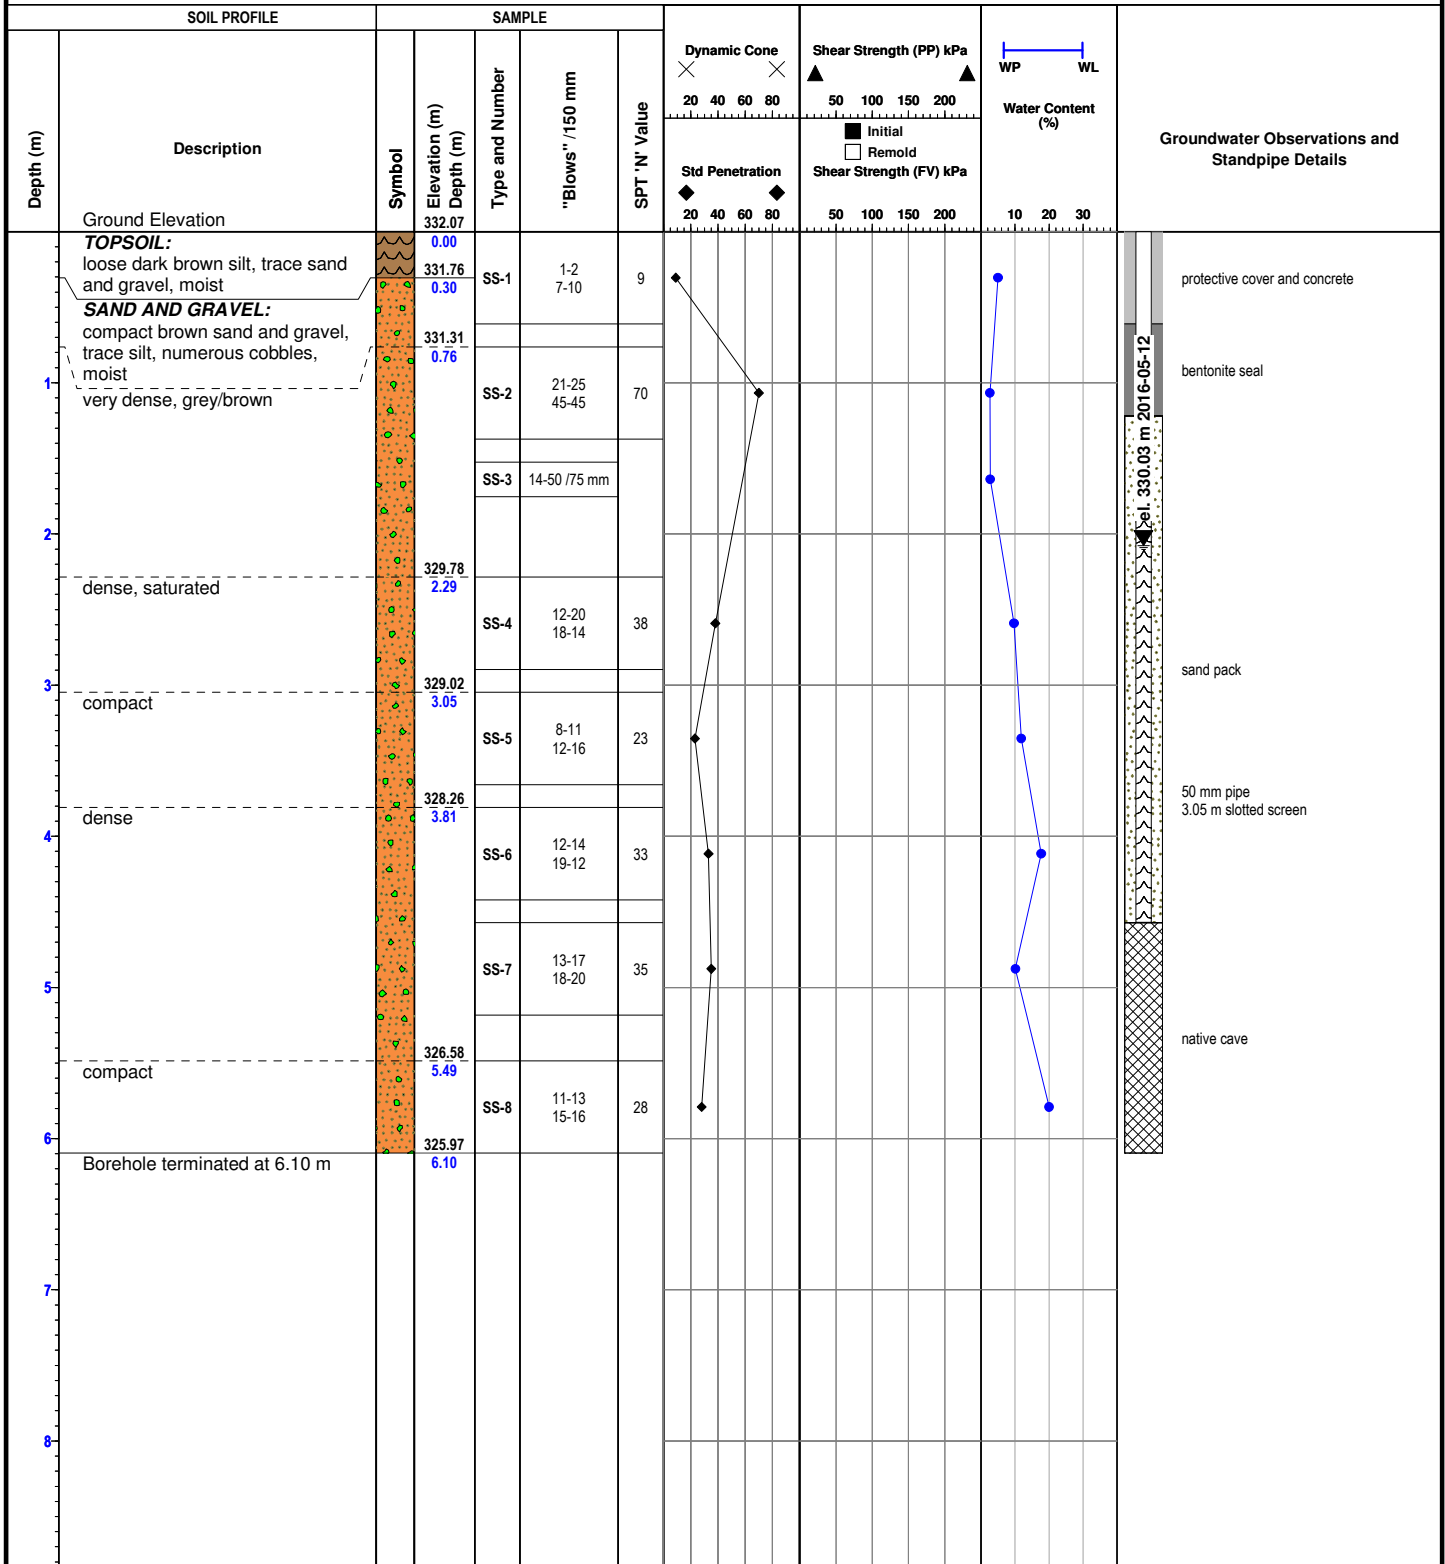 SOIL PROFILE
SAMPLE
Depth (m)
Description
Symbol
Elevation (m)
Depth (m)
Type and Number
"Blows" /150 mm
SPT 'N' Value
Dynamic Cone
20 40 60 80
Std Penetration
20 40 60 80
Shear Strength (PP) kPa
50 100 150 200
Initial
Remold
Shear Strength (FV) kPa
50 100 150 200
WP WL
Water Content
(%)
10 20 30
Groundwater Observations and
Standpipe Details
Ground Elevation
332.07
TOPSOIL:
0.00
loose dark brown silt, trace sand
and gravel, moist
331.76
0.30
SS-1
1-2
7-10
9
protective cover and concrete
SAND AND GRAVEL:
compact brown sand and gravel,
trace silt, numerous cobbles,
moist
331.31
0.76
1
very dense, grey/brown
SS-2
21-25
45-45
70
bentonite seal
el. 330.03 m 2016-05-12
SS-3
14-50 /75 mm
2
329.78
dense, saturated
2.29
SS-4
12-20
18-14
38
sand pack
3
329.02
compact
3.05
SS-5
8-11
12-16
23
50 mm pipe
3.05 m slotted screen
328.26
dense
3.81
4
SS-6
12-14
19-12
33
SS-7
13-17
18-20
35
5
native cave
326.58
compact
5.49
SS-8
11-13
15-16
28
6
325.97
Borehole terminated at 6.10 m
6.10
7
8